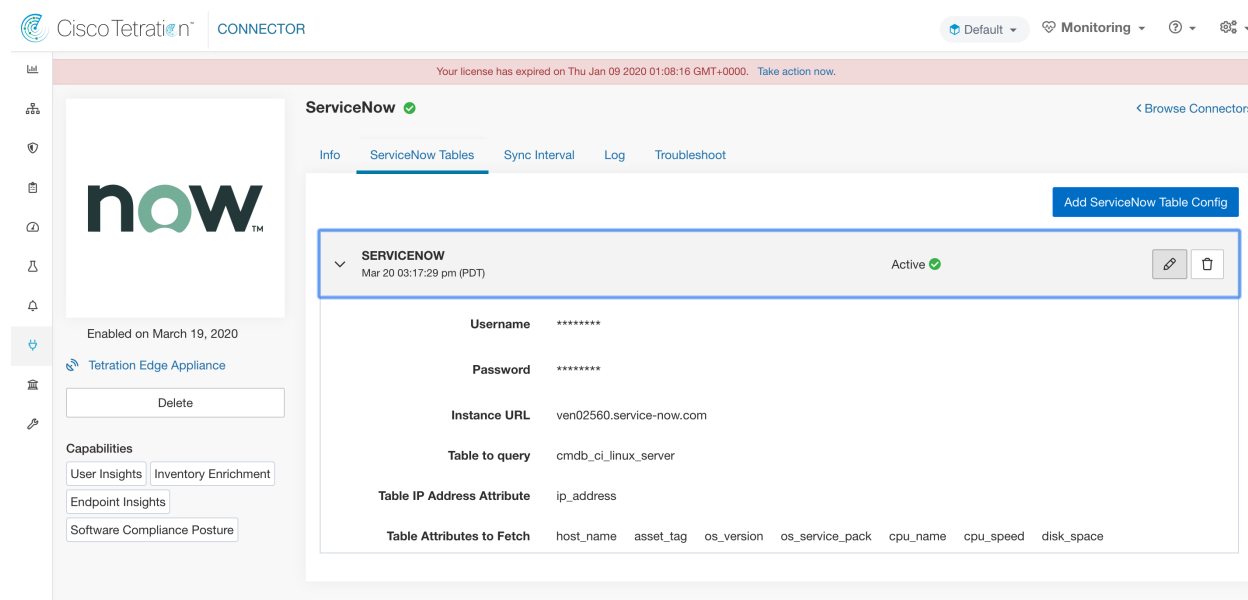 Cisco Tetration™ CONNECTOR Default Monitoring
Your license has expired on Thu Jan 09 2020 01:08:16 GMT+0000. Take action now.
now™
Enabled on March 19, 2020
Tetration Edge Appliance
Delete
Capabilities
User Insights Inventory Enrichment
Endpoint Insights
Software Compliance Posture
ServiceNow
Browse Connectors
Info ServiceNow Tables Sync Interval Log Troubleshoot
Add ServiceNow Table Config
SERVICENOW
Mar 20 03:17:29 pm (PDT)
Active
Username ********
Password ********
Instance URL ven02560.service-now.com
Table to query cmdb_ci_linux_server
Table IP Address Attribute ip_address
Table Attributes to Fetch host_name asset_tag os_version os_service_pack cpu_name cpu_speed disk_space